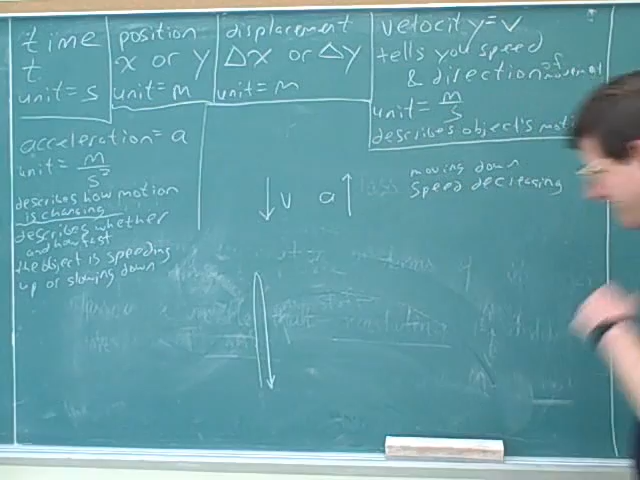 time
t
unit = s
position
x or y
unit = m
displacement
Δx or Δy
unit = m
velocity = v
tells you speed
& direction of movement
unit = m/s
describes object's
acceleration = a
unit = m/s²
describes how motion
is changing
describes whether
and how fast
the object is speeding
up or slowing down
↓ v a ↑
moving down
speed decreasing